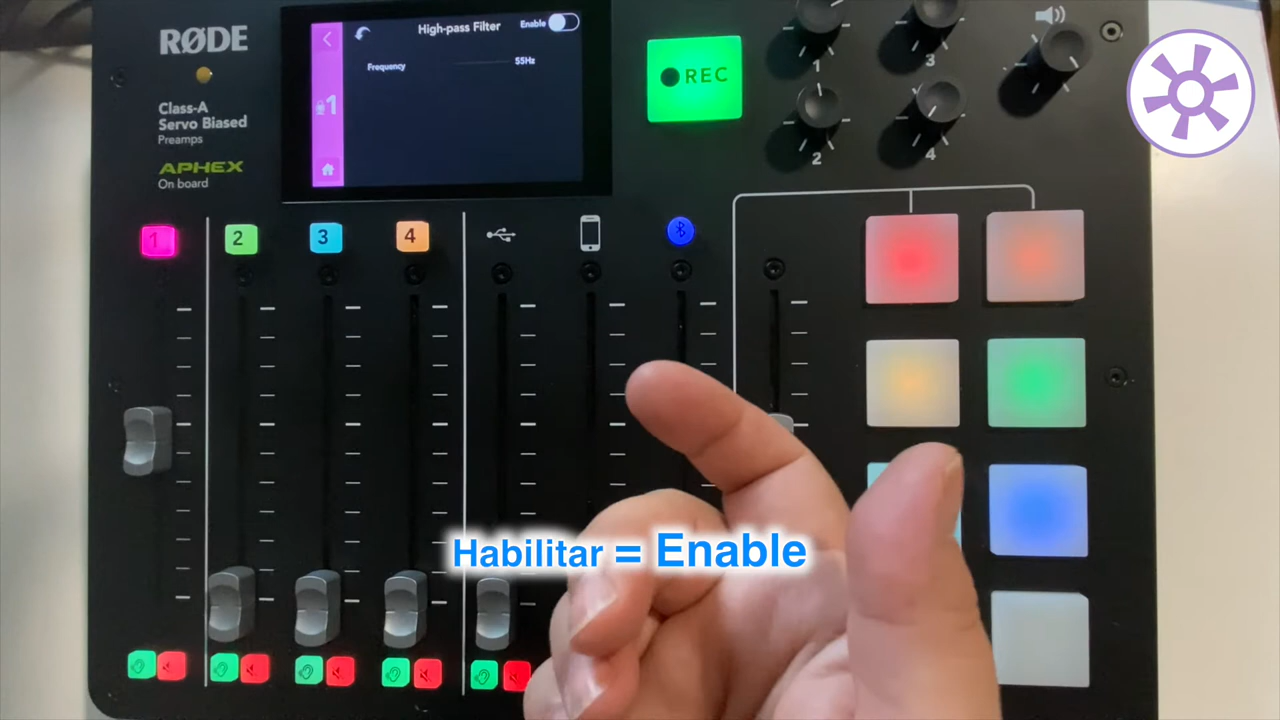 RØDE
Class-A
Servo Biased
Preamps
APHEX
On board
High-pass Filter
Enable
Frequency
55Hz
1
REC
1
3
2
4
1
2
3
4
Habilitar = Enable